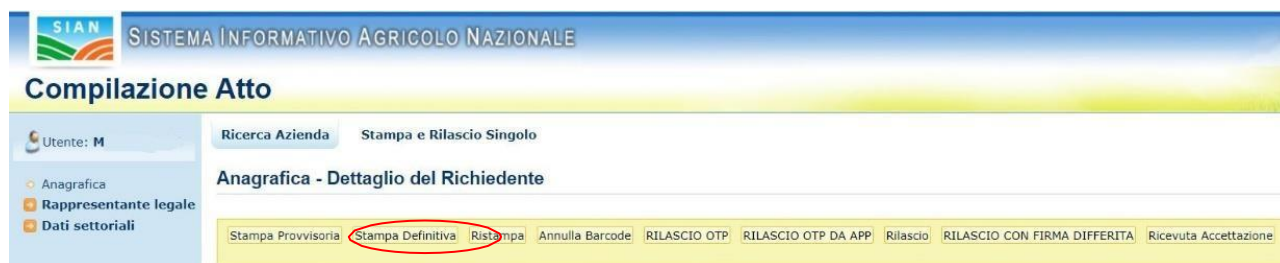 SIAN
SISTEMA INFORMATIVO AGRICOLO NAZIONALE
Compilazione Atto
Utente: M
Ricerca Azienda Stampa e Rilascio Singolo
Anagrafica - Dettaglio del Richiedente
Anagrafica
Rappresentante legale
Dati settoriali
Stampa Provvisoria Stampa Definitiva Ristampa Annulla Barcode RILASCIO OTP RILASCIO OTP DA APP Rilascio RILASCIO CON FIRMA DIFFERITA Ricevuta Accettazione